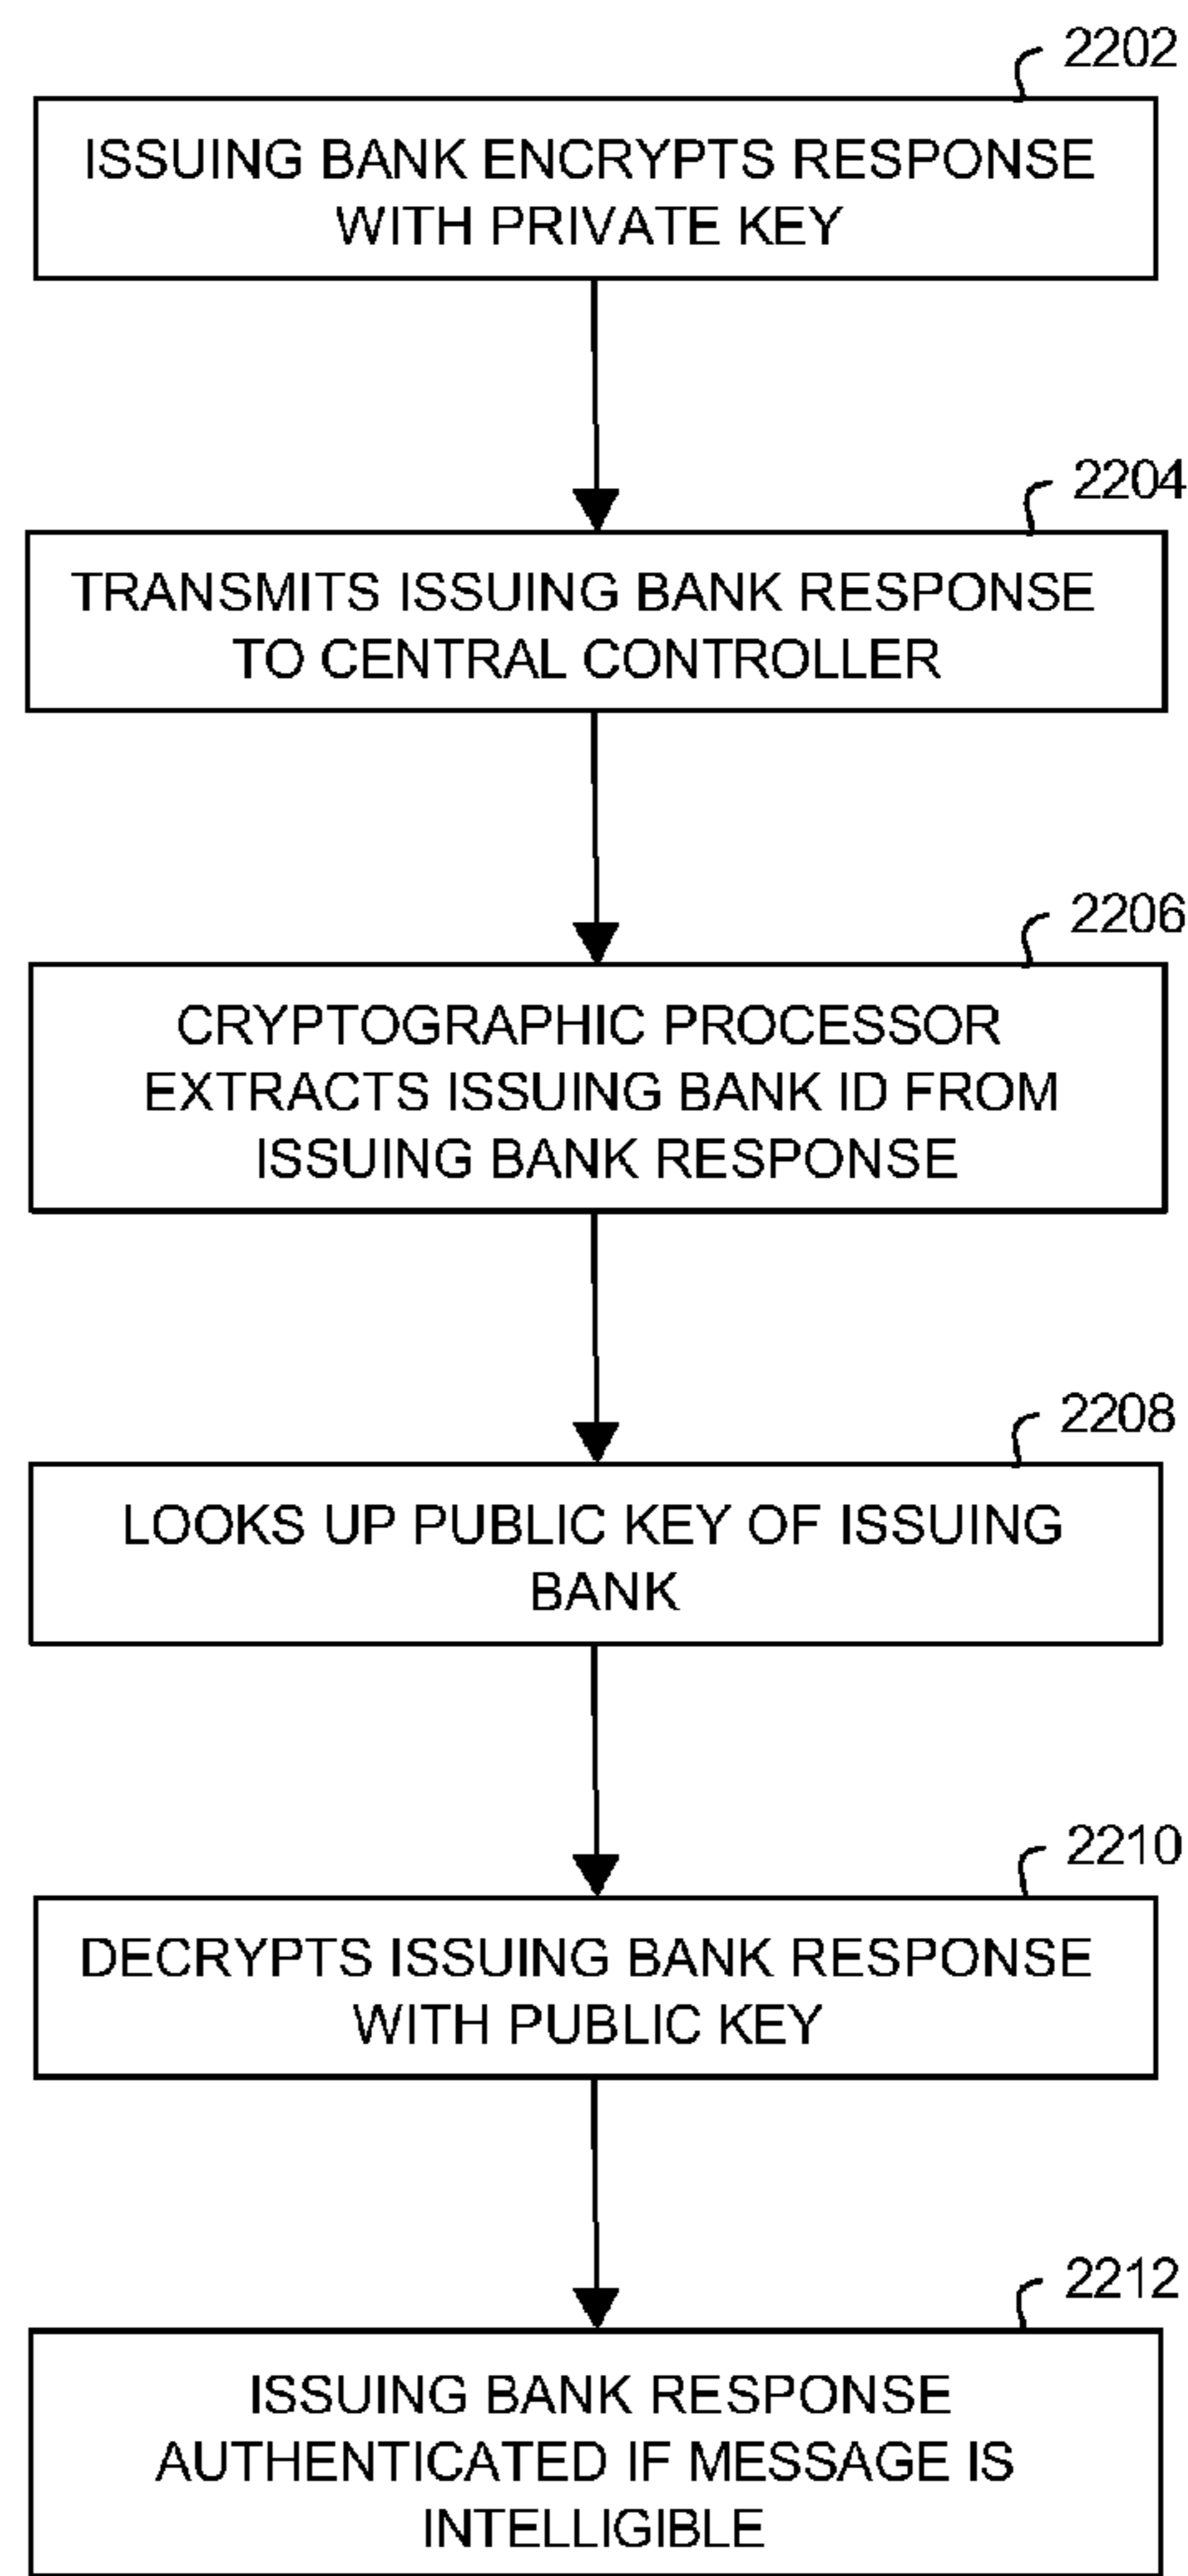 2202
ISSUING BANK ENCRYPTS RESPONSE
WITH PRIVATE KEY
2204
TRANSMITS ISSUING BANK RESPONSE
TO CENTRAL CONTROLLER
2206
CRYPTOGRAPHIC PROCESSOR
EXTRACTS ISSUING BANK ID FROM
ISSUING BANK RESPONSE
2208
LOOKS UP PUBLIC KEY OF ISSUING
BANK
2210
DECRYPTS ISSUING BANK RESPONSE
WITH PUBLIC KEY
2212
ISSUING BANK RESPONSE
AUTHENTICATED IF MESSAGE IS
INTELLIGIBLE